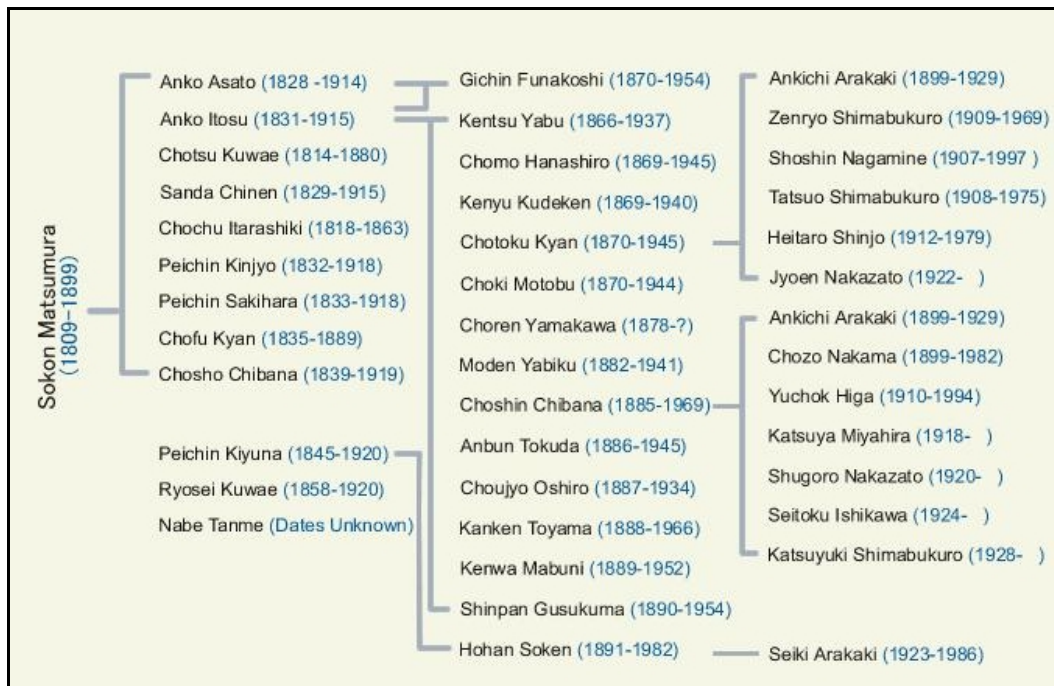 Sokon Matsumura
(1809-1899)
Anko Asato (1828 -1914)
Anko Itosu (1831-1915)
Chotsu Kuwae (1814-1880)
Sanda Chinen (1829-1915)
Chochu Itarashiki (1818-1863)
Peichin Kinjyo (1832-1918)
Peichin Sakihara (1833-1918)
Chofu Kyan (1835-1889)
Chosho Chibana (1839-1919)
Peichin Kiyuna (1845-1920)
Ryosei Kuwae (1858-1920)
Nabe Tanme (Dates Unknown)
Gichin Funakoshi (1870-1954)
Kentsu Yabu (1866-1937)
Chomo Hanashiro (1869-1945)
Kenyu Kudeken (1869-1940)
Chotoku Kyan (1870-1945)
Choki Motobu (1870-1944)
Choren Yamakawa (1878-?)
Moden Yabiku (1882-1941)
Choshin Chibana (1885-1969)
Anbun Tokuda (1886-1945)
Choujyo Oshiro (1887-1934)
Kanken Toyama (1888-1966)
Kenwa Mabuni (1889-1952)
Shinpan Gusukuma (1890-1954)
Hohan Soken (1891-1982)
Ankichi Arakaki (1899-1929)
Zenryo Shimabukuro (1909-1969)
Shoshin Nagamine (1907-1997 )
Tatsuo Shimabukuro (1908-1975)
Heitaro Shinjo (1912-1979)
Jyoen Nakazato (1922-  )
Ankichi Arakaki (1899-1929)
Chozo Nakama (1899-1982)
Yuchok Higa (1910-1994)
Katsuya Miyahira (1918-  )
Shugoro Nakazato (1920-  )
Seitoku Ishikawa (1924-  )
Katsuyuki Shimabukuro (1928-  )
Seiki Arakaki (1923-1986)